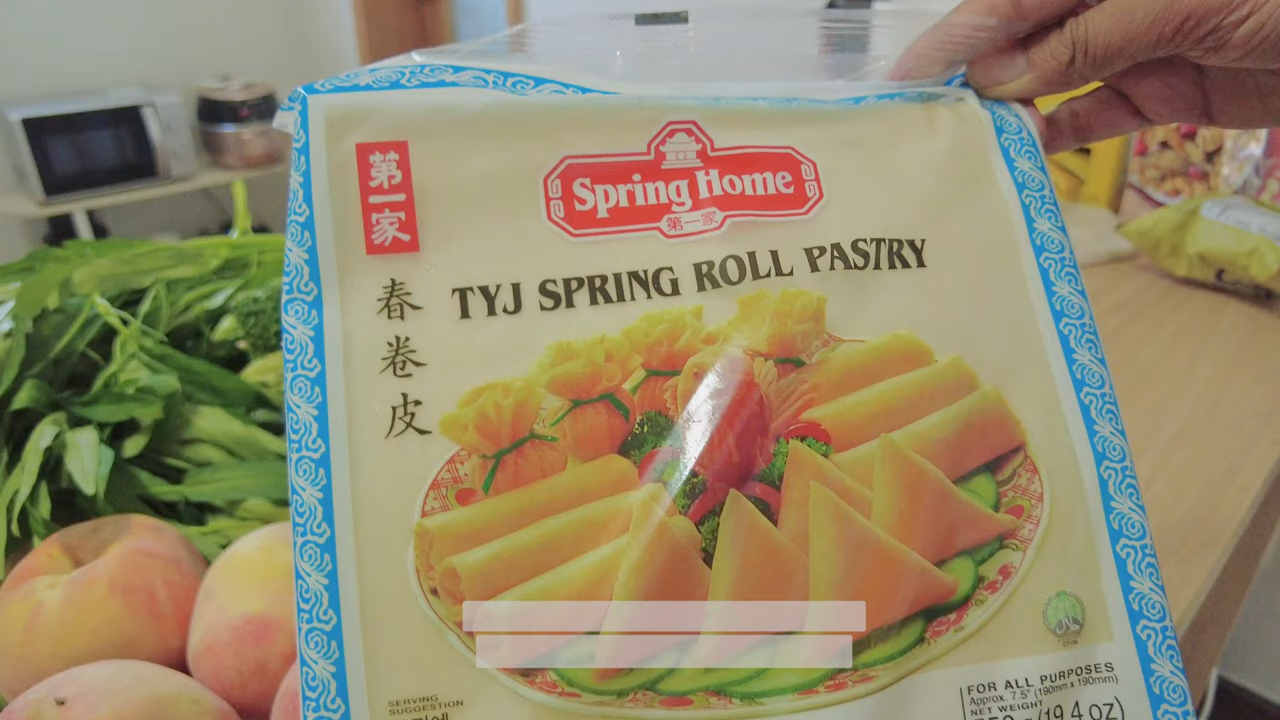 第一家
Spring Home
第一家
TYJ SPRING ROLL PASTRY
春卷皮
SERVING
SUGGESTION
FOR ALL PURPOSES
Approx. 7.5" (190mm x 190mm)
NET WEIGHT
(19.4 OZ)